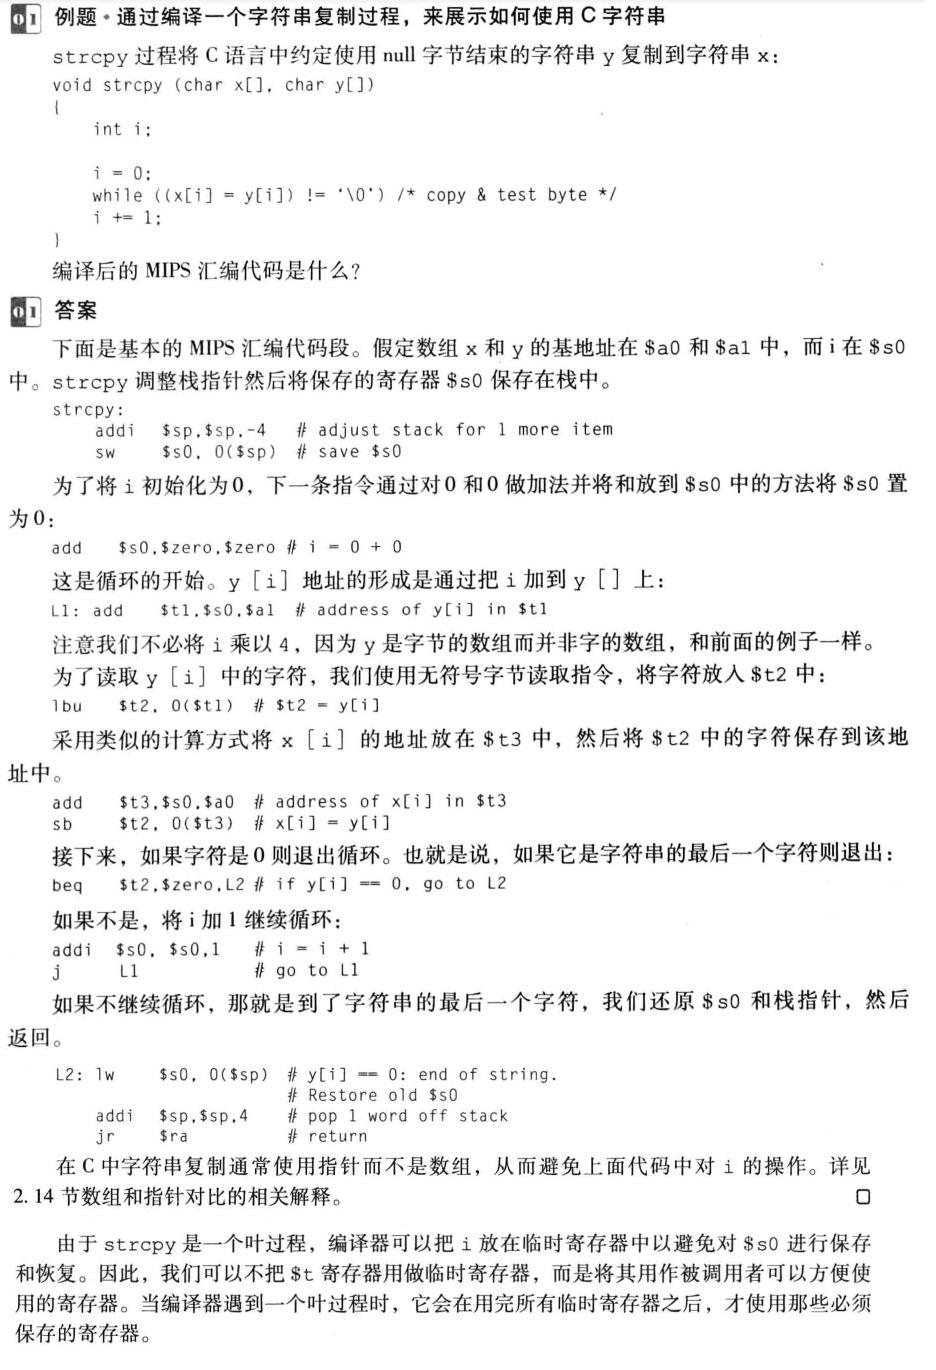 01 例题·通过编译一个字符串复制过程，来展示如何使用 C 字符串
strcpy 过程将 C 语言中约定使用 null 字节结束的字符串 y 复制到字符串 x：
void strcpy (char x[], char y[])
{
int i;
i = 0;
while ((x[i] = y[i]) != '\0') /* copy & test byte */
i += 1;
}
编译后的 MIPS 汇编代码是什么？
01 答案
下面是基本的 MIPS 汇编代码段。假定数组 x 和 y 的基地址在 $a0 和 $a1 中，而 i 在 $s0
中。strcpy 调整栈指针然后将保存的寄存器 $s0 保存在栈中。
strcpy:
addi $sp,$sp,-4 # adjust stack for 1 more item
sw $s0, 0($sp) # save $s0
为了将 i 初始化为0，下一条指令通过对0 和0 做加法并将和放到 $s0 中的方法将 $s0 置
为0：
add $s0,$zero,$zero # i = 0 + 0
这是循环的开始。y [i] 地址的形成是通过把 i 加到 y [] 上：
L1: add $t1,$s0,$a1 # address of y[i] in $t1
注意我们不必将 i 乘以 4，因为 y 是字节的数组而并非字的数组，和前面的例子一样。
为了读取 y [i] 中的字符，我们使用无符号字节读取指令，将字符放入 $t2 中：
lbu $t2, 0($t1) # $t2 = y[i]
采用类似的计算方式将 x [i] 的地址放在 $t3 中，然后将 $t2 中的字符保存到该地
址中。
add $t3,$s0,$a0 # address of x[i] in $t3
sb $t2, 0($t3) # x[i] = y[i]
接下来，如果字符是 0 则退出循环。也就是说，如果它是字符串的最后一个字符则退出：
beq $t2,$zero,L2 # if y[i] == 0, go to L2
如果不是，将 i 加 1 继续循环：
addi $s0, $s0,1 # i = i + 1
j L1 # go to L1
如果不继续循环，那就是到了字符串的最后一个字符，我们还原 $s0 和栈指针，然后
返回。
L2: lw $s0, 0($sp) # y[i] == 0: end of string.
# Restore old $s0
addi $sp,$sp,4 # pop 1 word off stack
jr $ra # return
在 C 中字符串复制通常使用指针而不是数组，从而避免上面代码中对 i 的操作。详见
2.14 节数组和指针对比的相关解释。
由于 strcpy 是一个叶过程，编译器可以把 i 放在临时寄存器中以避免对 $s0 进行保存
和恢复。因此，我们可以不把 $t 寄存器用做临时寄存器，而是将其用作被调用者可以方便使
用的寄存器。当编译器遇到一个叶过程时，它会在用完所有临时寄存器之后，才使用那些必须
保存的寄存器。